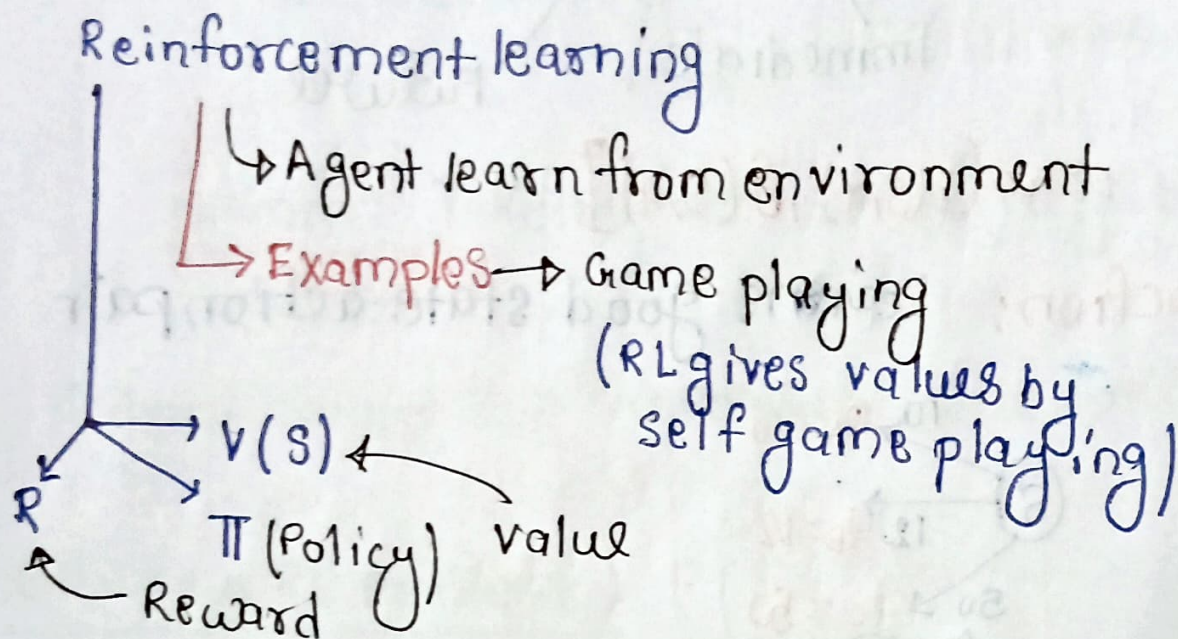 Reinforcement learning
Agent learn from environment
Examples → Game playing
(RL gives values by
self game playing)
V(S)
R
π (Policy)
value
Reward